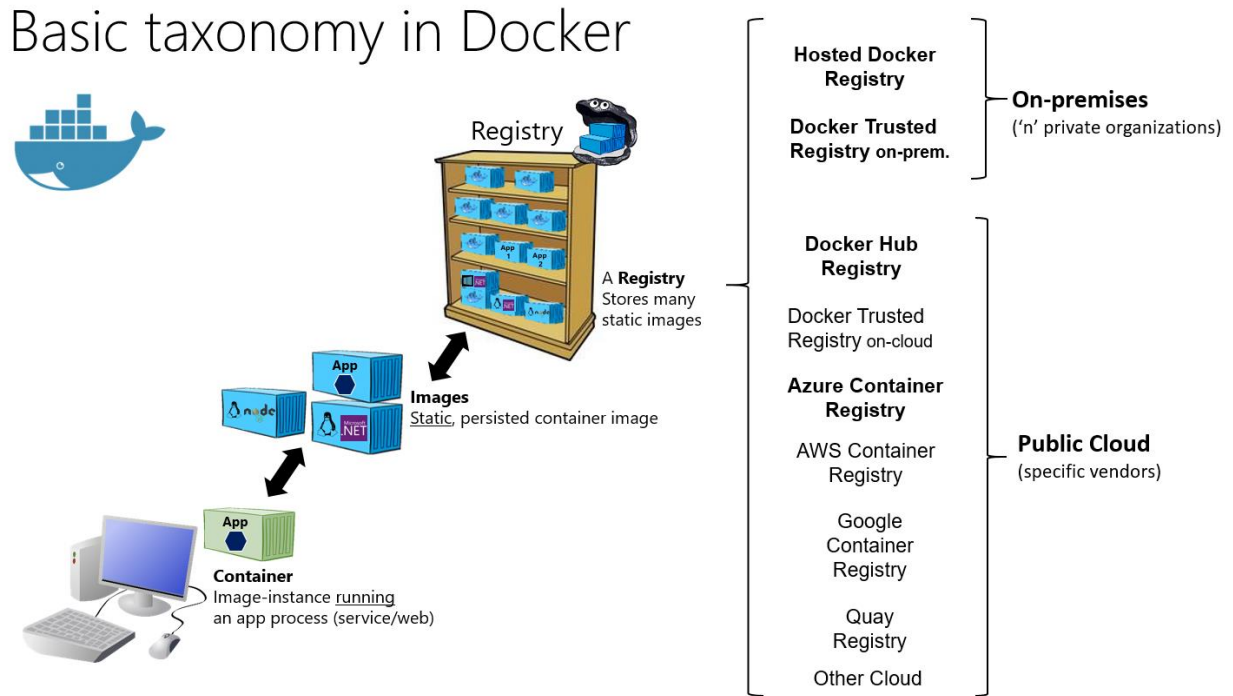 Basic taxonomy in Docker
Registry
App
1
App
2
.NET
.NET
node
A Registry
Stores many
static images
App
node
Microsoft
.NET
Images
Static, persisted container image
App
Container
Image-instance running
an app process (service/web)
Hosted Docker
Registry
Docker Trusted
Registry on-prem.
On-premises
(‘n’ private organizations)
Docker Hub
Registry
Docker Trusted
Registry on-cloud
Azure Container
Registry
AWS Container
Registry
Google
Container
Registry
Quay
Registry
Other Cloud
Public Cloud
(specific vendors)